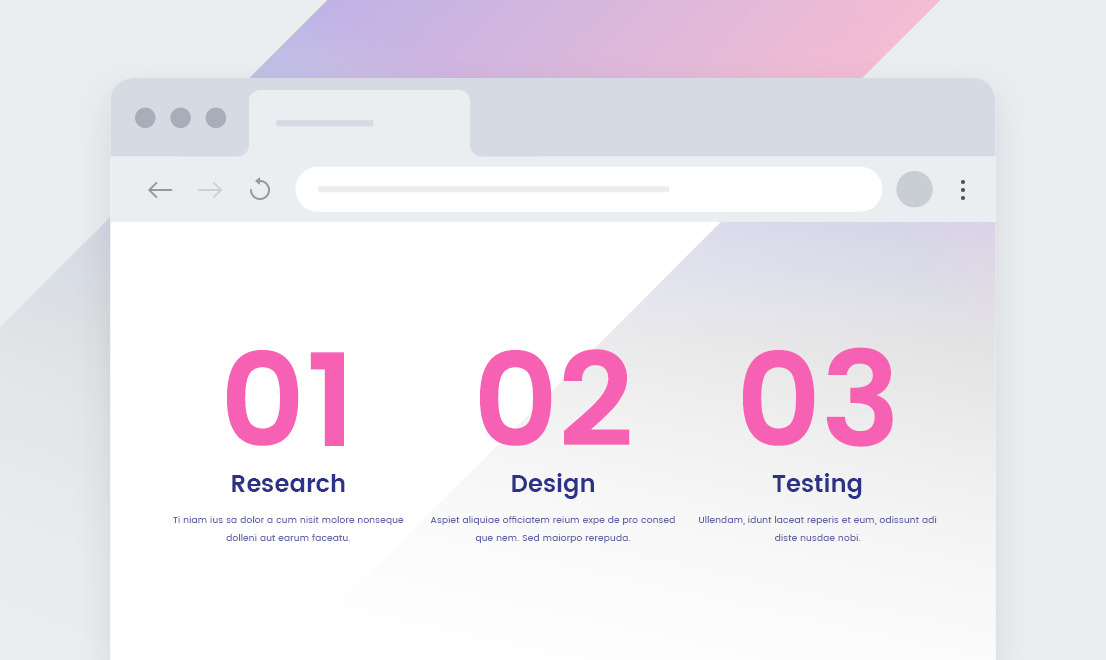 01
02
03
Research
Design
Testing
Ti niam ius sa dolor a cum nisit molore nonseque
dolleni aut earum faceatu.
Aspiet aliquiae officiatem reium expe de pro consed
que nem. Sed maiorpo rerepuda.
Ullendam, idunt laceat reperis et eum, odissunt adi
diste nusdae nobi.